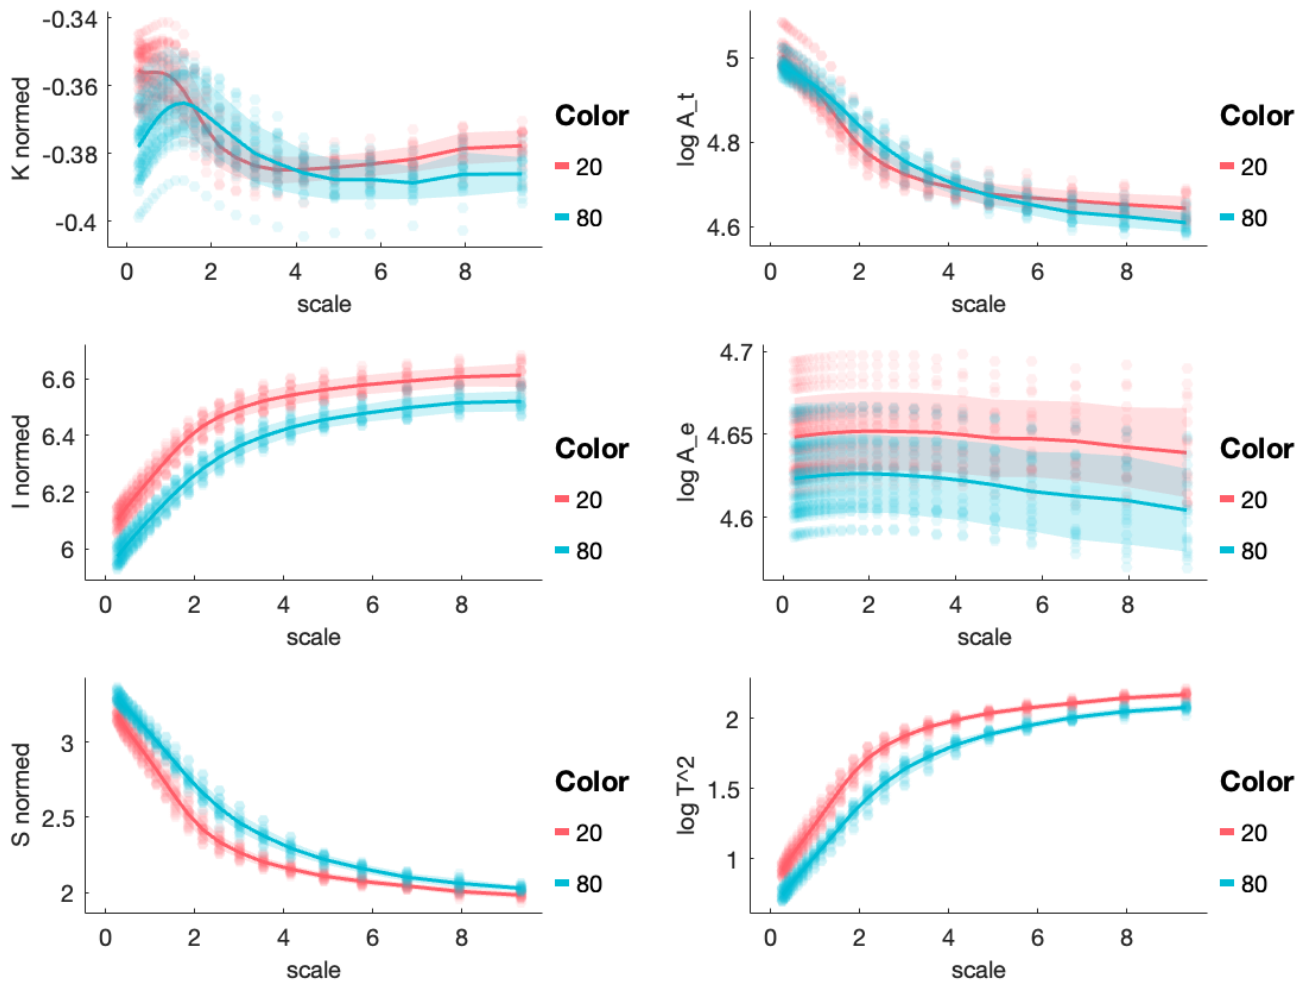 -0.34
-0.36
-0.38
-0.4
K normed
0 2 4 6 8
scale
Color
20
80
5
4.8
4.6
log A_t
0 2 4 6 8
scale
Color
20
80
6.6
6.4
6.2
6
I normed
0 2 4 6 8
scale
Color
20
80
4.7
4.65
4.6
log A_e
0 2 4 6 8
scale
Color
20
80
3
2.5
2
S normed
0 2 4 6 8
scale
Color
20
80
2
1.5
1
log T^2
0 2 4 6 8
scale
Color
20
80